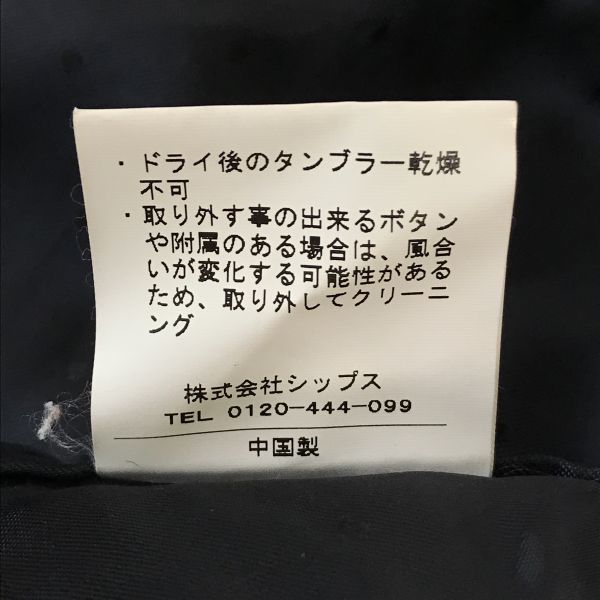 ・ドライ後のタンブラー乾燥
不可
・取り外す事の出来るボタン
や附属のある場合は、風合
いが変化する可能性がある
ため、取り外してクリーニ
ング
株式会社シップス
TEL 0120-444-099
中国製